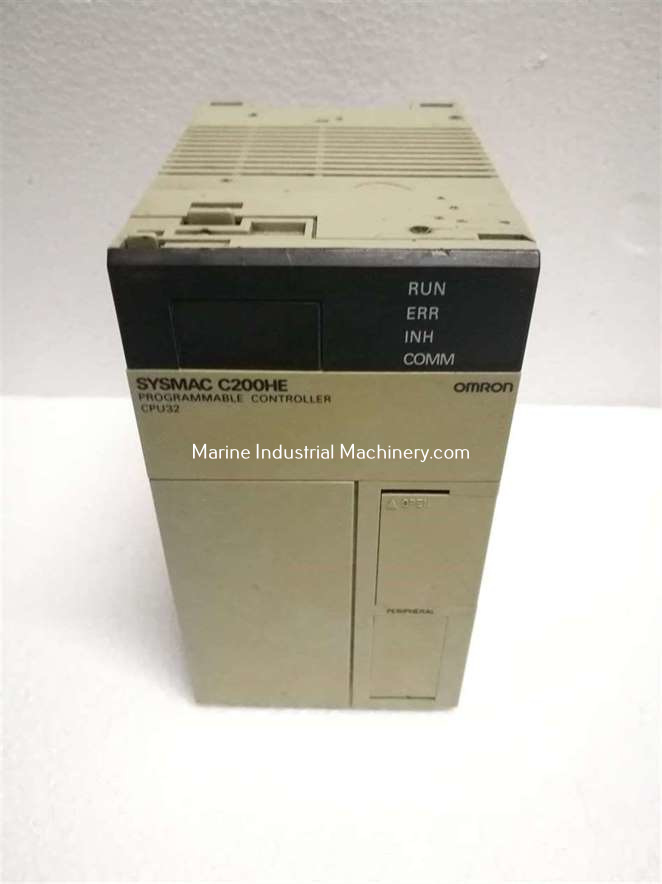 RUN
ERR
INH
COMM
SYSMAC C200HE
OMRON
PROGRAMMABLE CONTROLLER
CPU32
Marine Industrial Machinery.com
OPEN
PERIPHERAL